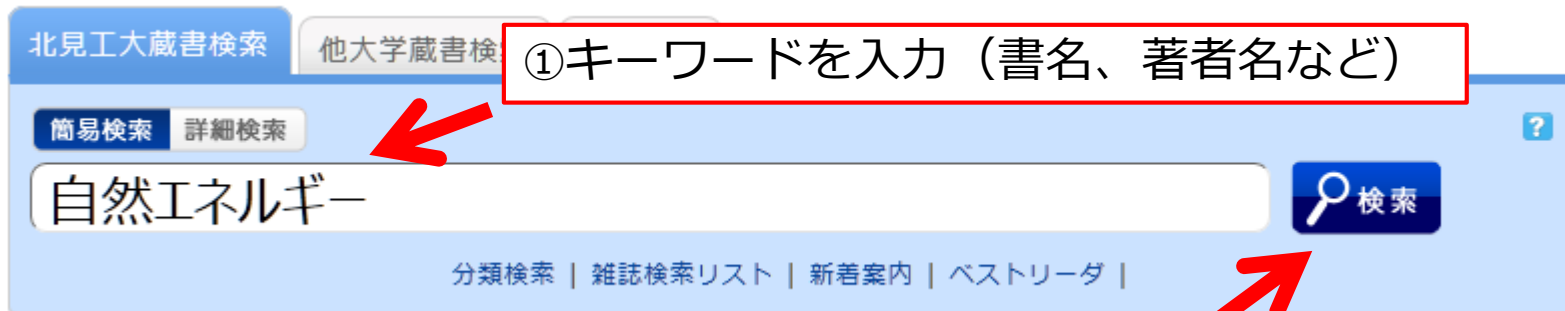 北見工大蔵書検索
他大学蔵書検
①キーワードを入力（書名、著者名など）
簡易検索 詳細検索
?
自然エネルギー
検索
分類検索 | 雑誌検索リスト | 新着案内 | ベストリーダ |